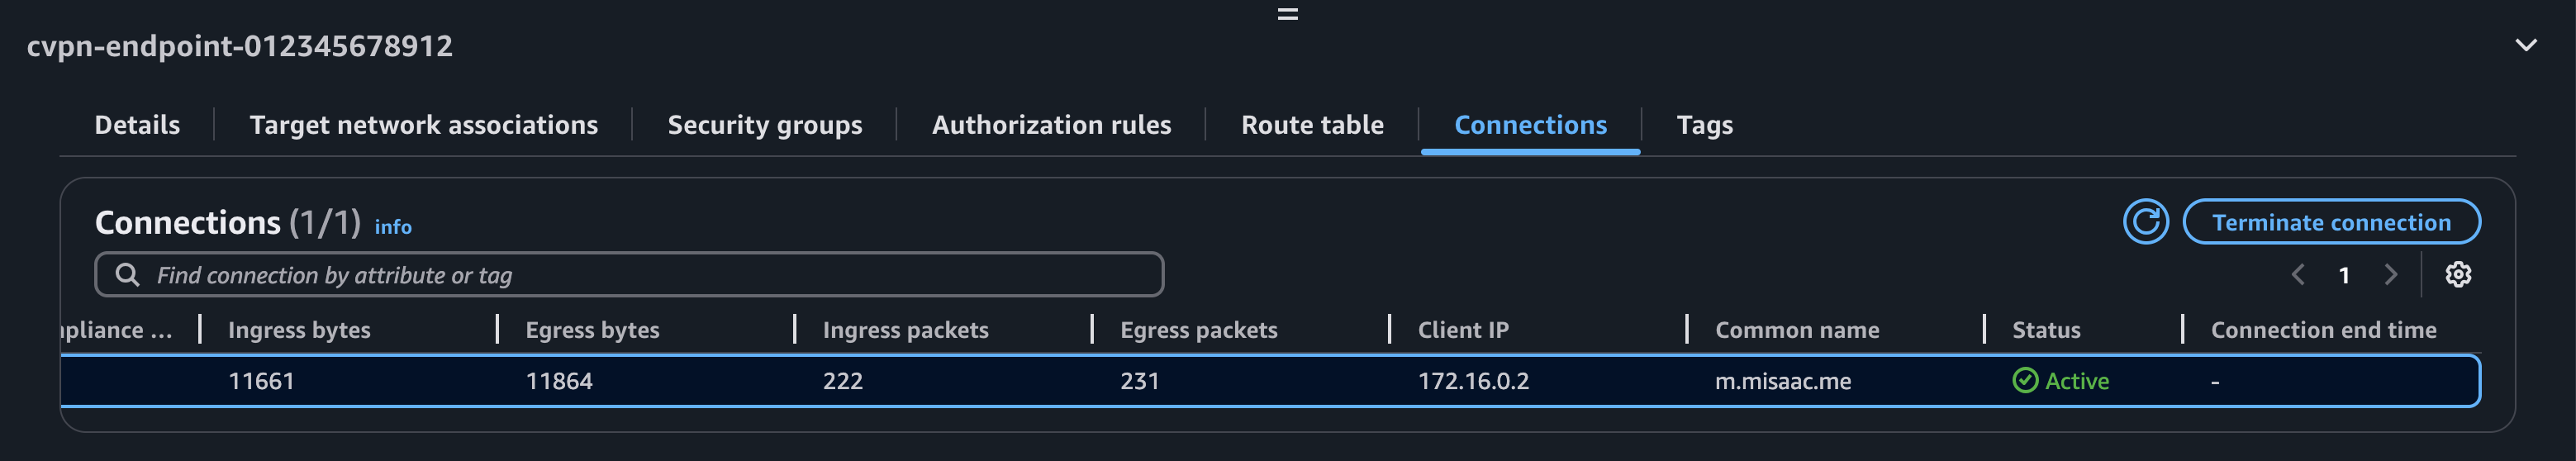 cvpn-endpoint-012345678912
Details Target network associations Security groups Authorization rules Route table Connections Tags
Connections (1/1) info
Terminate connection
Find connection by attribute or tag
1
npliance ... Ingress bytes Egress bytes Ingress packets Egress packets Client IP Common name Status Connection end time
11661 11864 222 231 172.16.0.2 m.misaac.me Active -